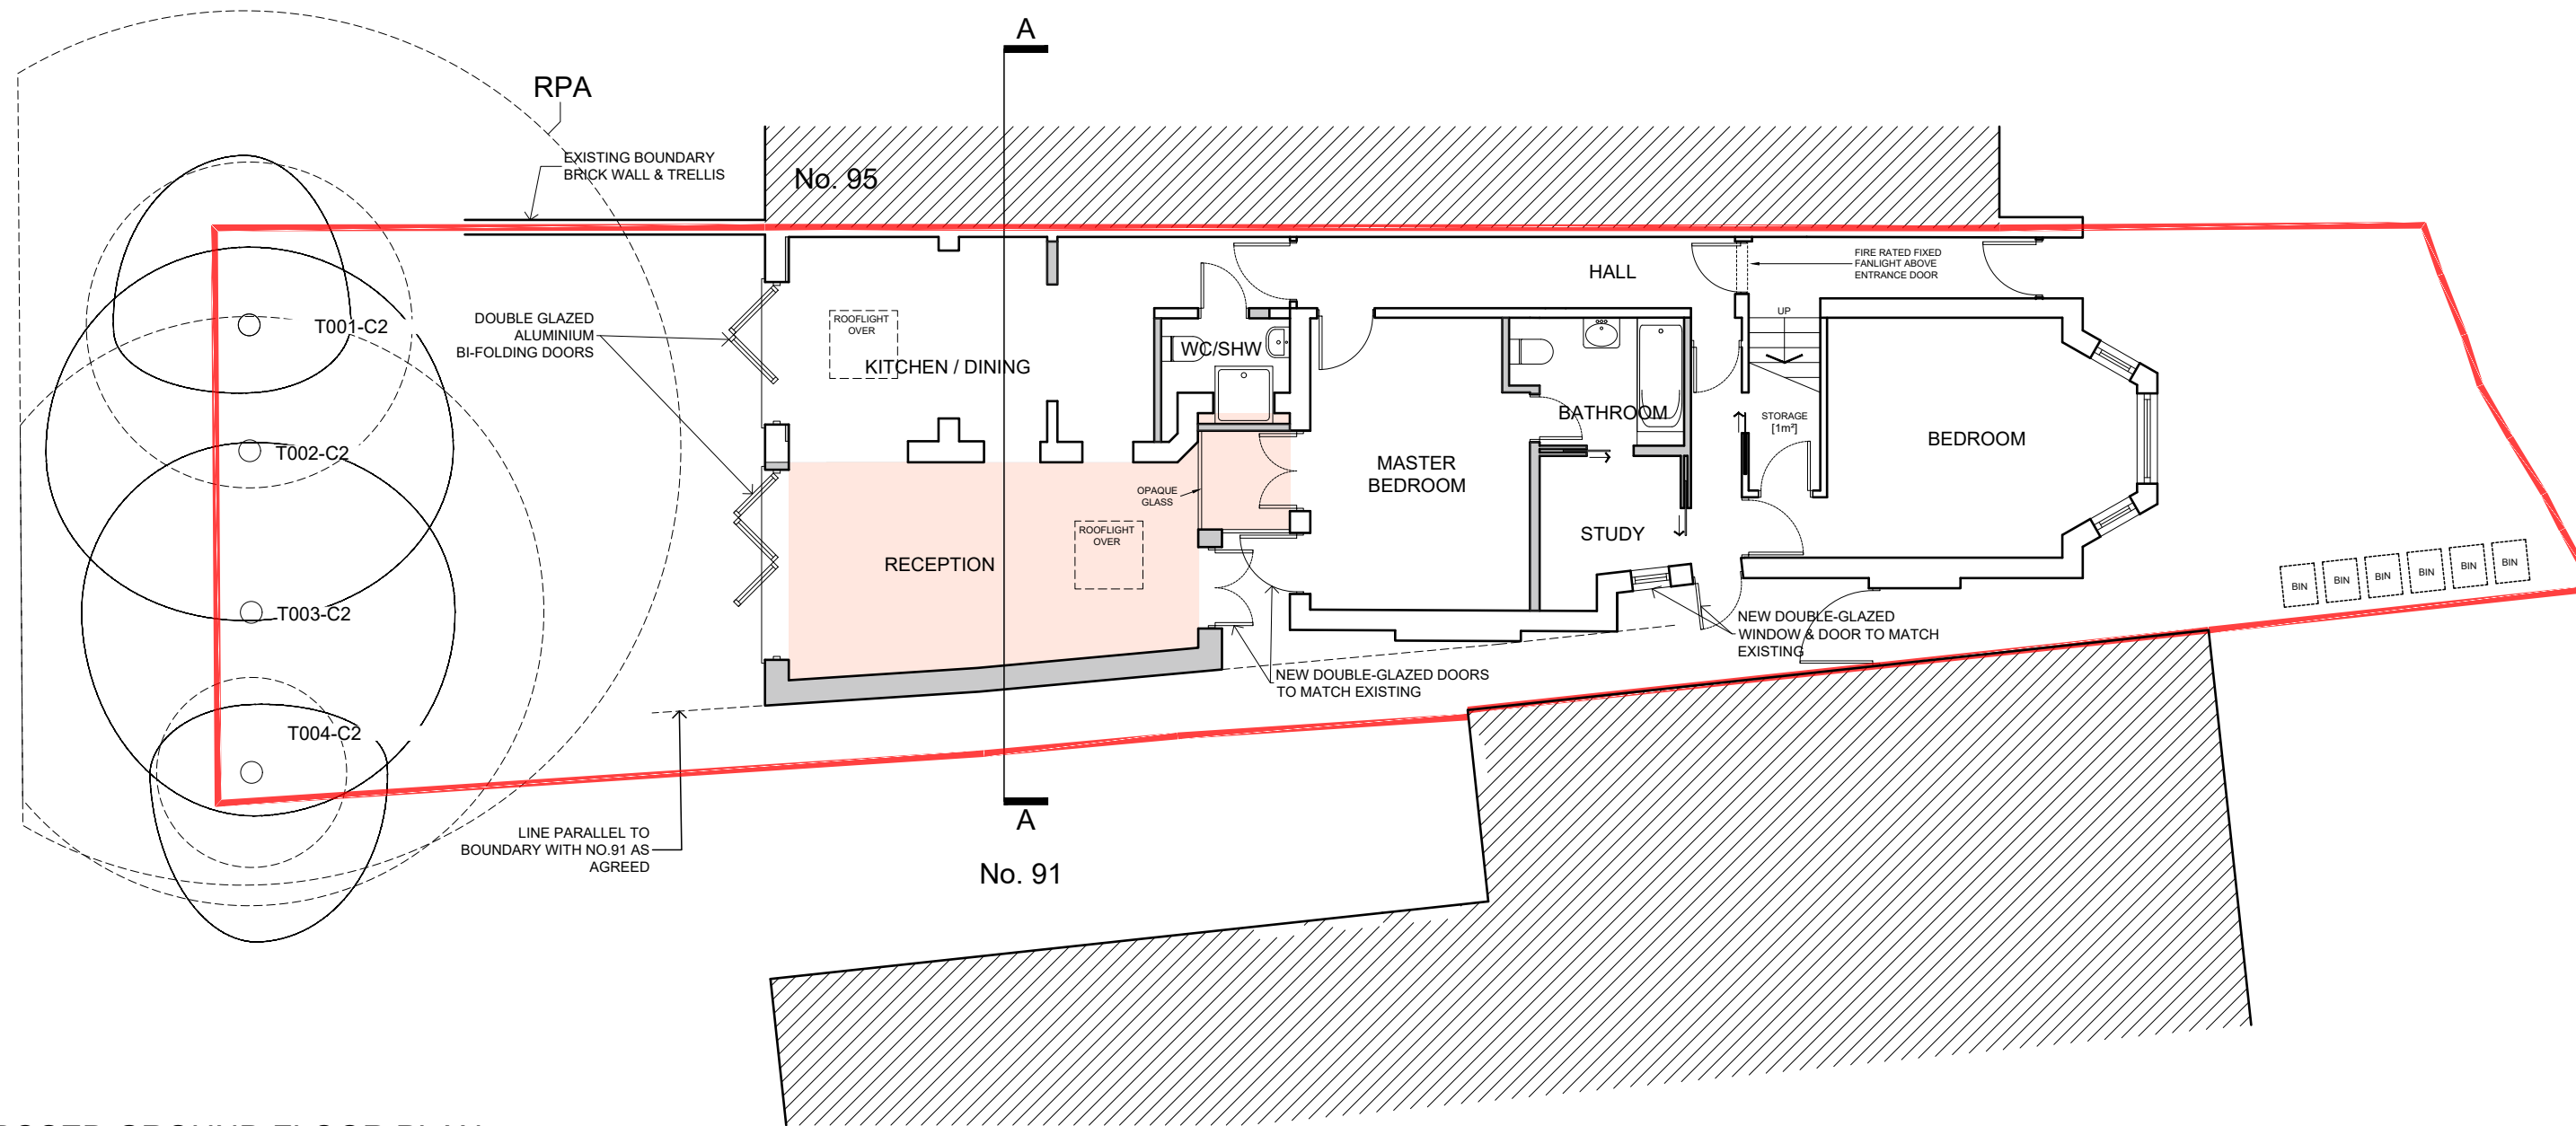 A
RPA
EXISTING BOUNDARY
BRICK WALL & TRELLIS
No. 95
HALL
FIRE RATED FIXED
FANLIGHT ABOVE
ENTRANCE DOOR
T001-C2
DOUBLE GLAZED
ALUMINIUM
BI-FOLDING DOORS
ROOFLIGHT
OVER
KITCHEN / DINING
WC/SHW
UP
BATHROOM
STORAGE
[1m²]
BEDROOM
T002-C2
MASTER
BEDROOM
OPAQUE
GLASS
ROOFLIGHT
OVER
STUDY
RECEPTION
BIN
BIN
BIN
BIN
BIN
BIN
T003-C2
NEW DOUBLE-GLAZED
WINDOW & DOOR TO MATCH
EXISTING
NEW DOUBLE-GLAZED DOORS
TO MATCH EXISTING
T004-C2
A
LINE PARALLEL TO
BOUNDARY WITH NO.91 AS
AGREED
No. 91